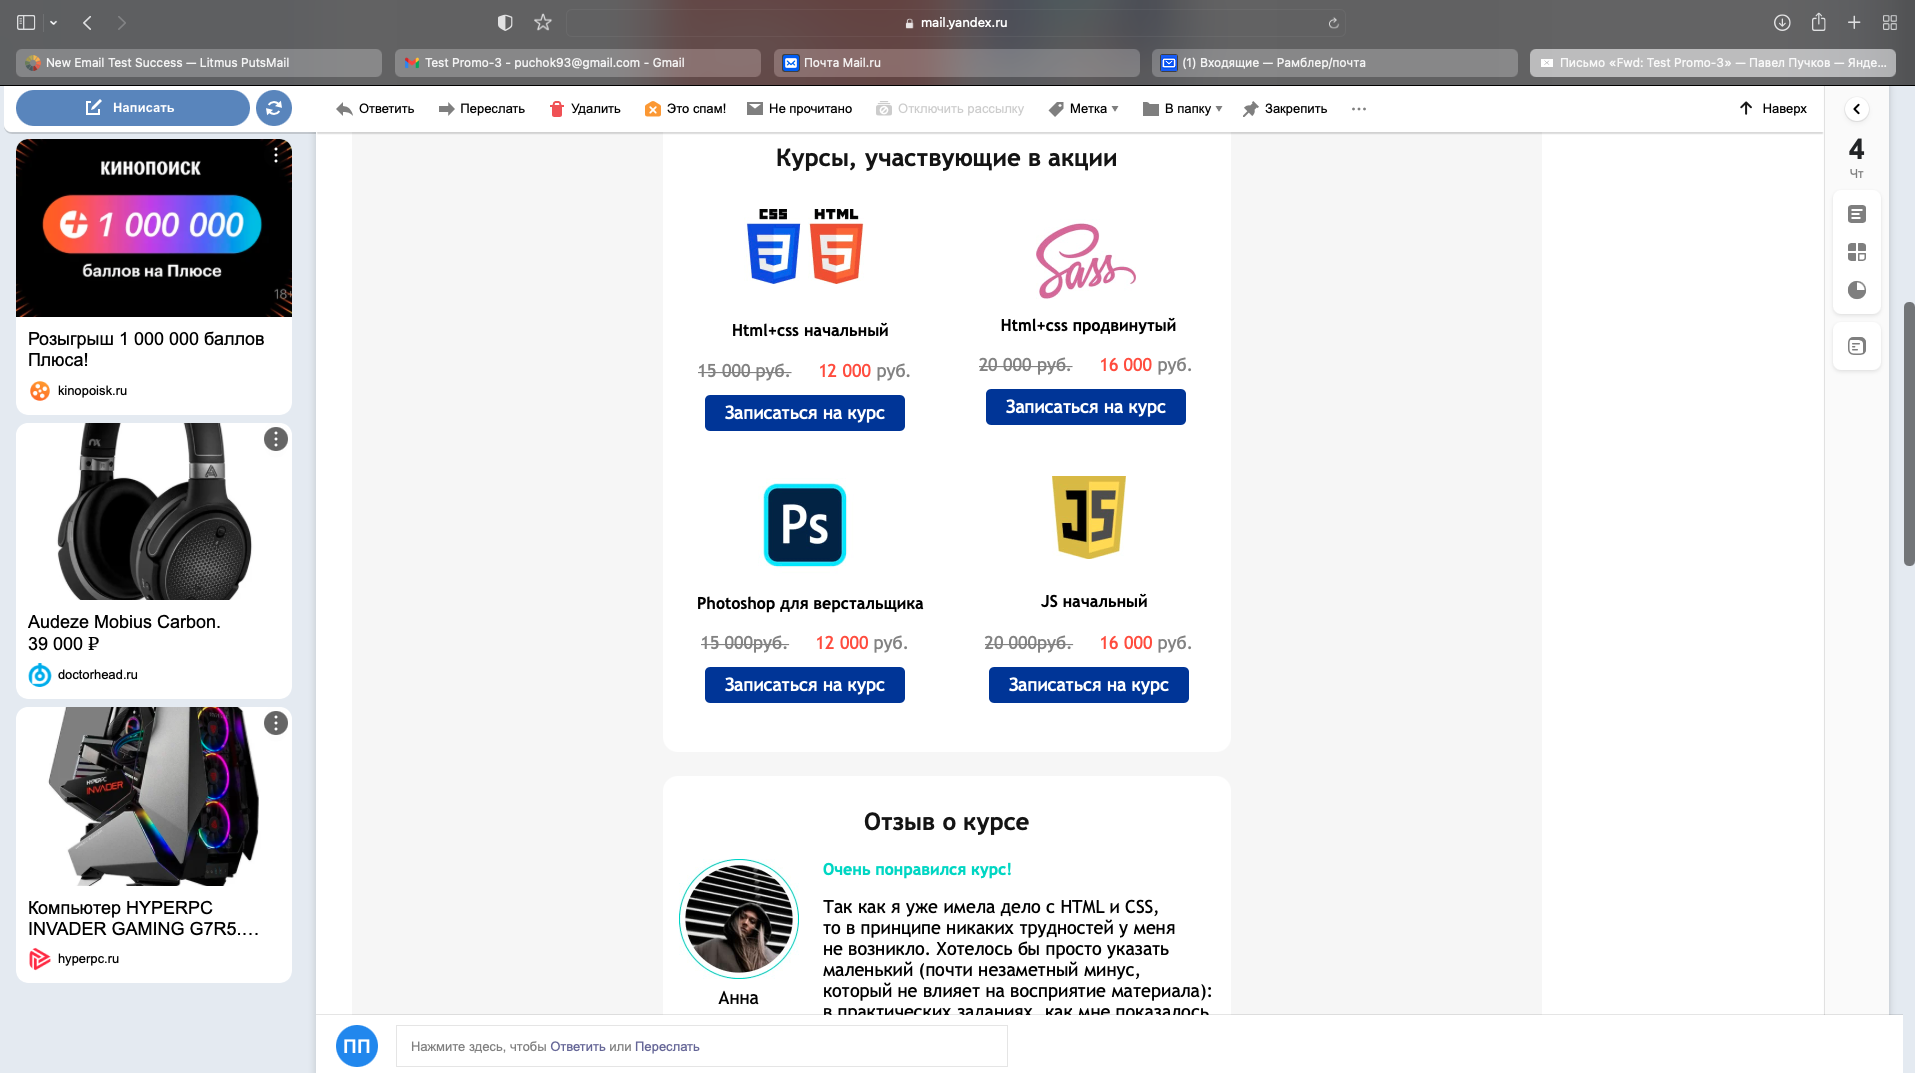 mail.yandex.ru
New Email Test Success — Litmus PutsMail
Test Promo-3 - puchok93@gmail.com - Gmail
Почта Mail.ru
(1) Входящие — Рамблер/почта
Письмо «Fwd: Test Promo-3» — Павел Пучков — Янде...
Написать
Ответить
Переслать
Удалить
Это спам!
Не прочитано
Отключить рассылку
Метка
В папку
Закрепить
Наверх
КИНОПОИСК
1 000 000
баллов на Плюсе
18+
Розыгрыш 1 000 000 баллов
Плюса!
kinopoisk.ru
Audeze Mobius Carbon.
39 000 ₽
doctorhead.ru
HYPERPC
INVADER
Компьютер HYPERPC
INVADER GAMING G7R5....
hyperpc.ru
Курсы, участвующие в акции
CSS HTML
3 5
Sass
Html+css начальный
Html+css продвинутый
15 000 руб. 12 000 руб.
20 000 руб. 16 000 руб.
Записаться на курс
Записаться на курс
Ps
JS
Photoshop для верстальщика
JS начальный
15 000руб. 12 000 руб.
20 000руб. 16 000 руб.
Записаться на курс
Записаться на курс
Отзыв о курсе
Очень понравился курс!
Так как я уже имела дело с HTML и CSS,
то в принципе никаких трудностей у меня
не возникло. Хотелось бы просто указать
маленький (почти незаметный минус,
который не влияет на восприятие материала):
в практических заданиях, как мне показалось
Анна
ПП
Нажмите здесь, чтобы Ответить или Переслать
4
Чт